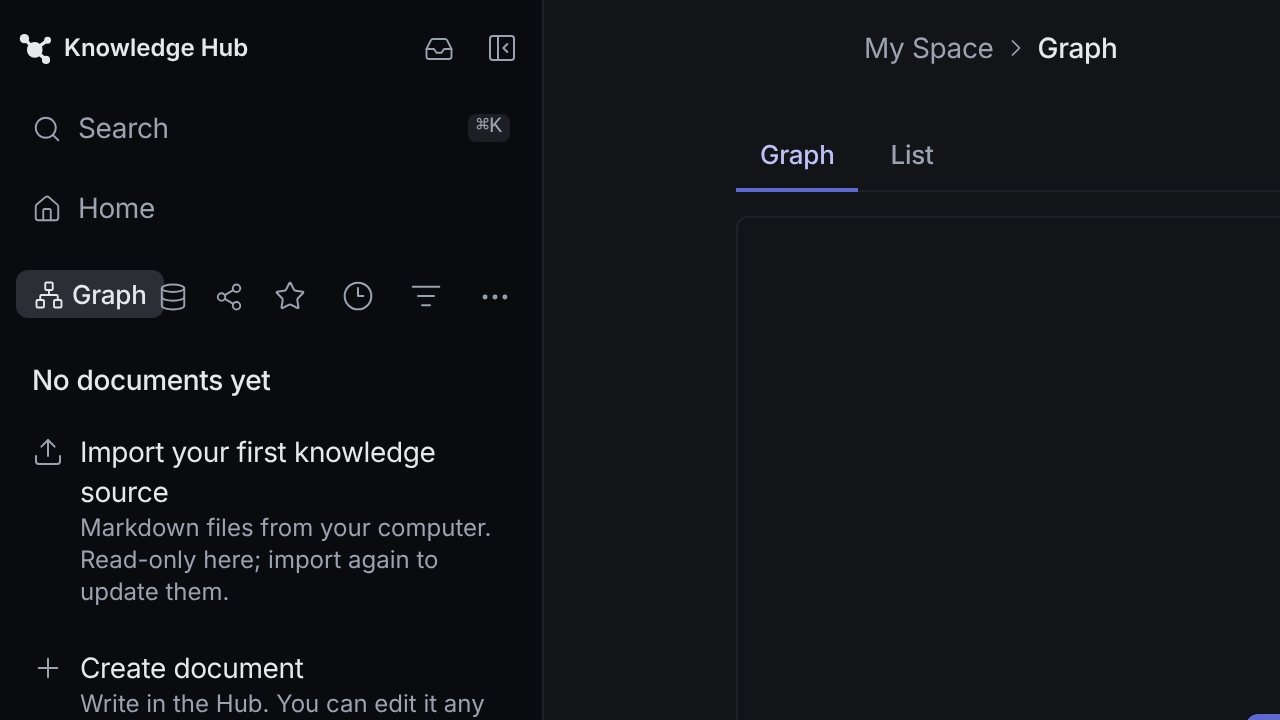 Knowledge Hub
Search ⌘K
Home
Graph
No documents yet
Import your first knowledge
source
Markdown files from your computer.
Read-only here; import again to
update them.
Create document
Write in the Hub. You can edit it any
My Space > Graph
Graph List